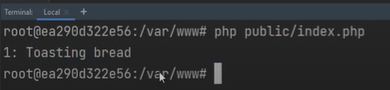 Terminal: Local × + ∨
root@ea290d322e56:/var/www# php public/index.php
1: Toasting bread
root@ea290d322e56:/var/www#